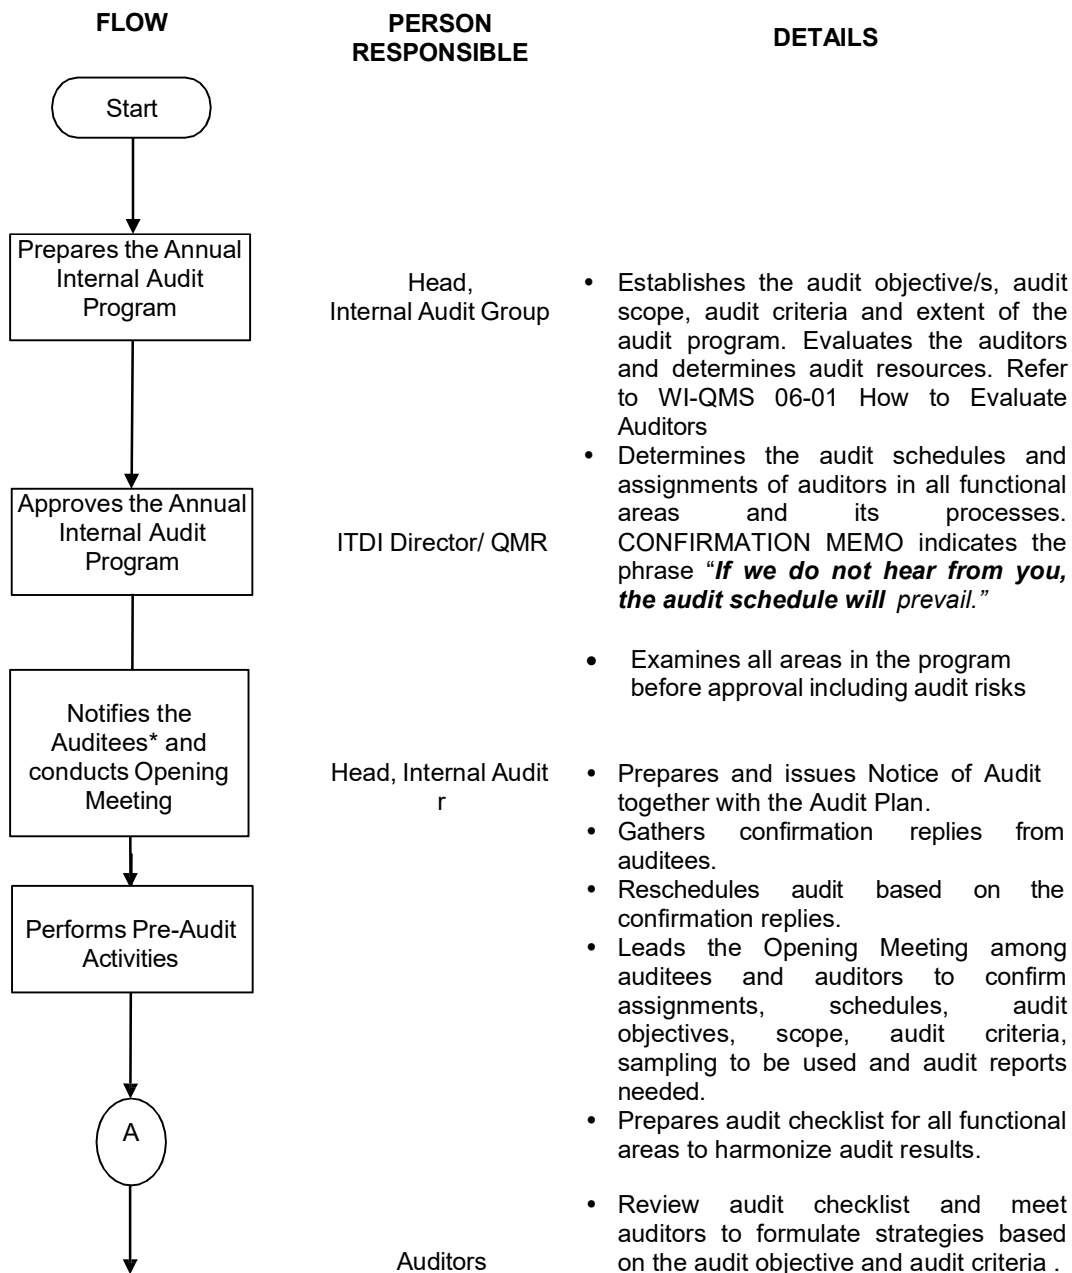 FLOW
PERSON
RESPONSIBLE
DETAILS
Start
Prepares the Annual
Internal Audit
Program
Head,
Internal Audit Group
• Establishes the audit objective/s, audit
scope, audit criteria and extent of the
audit program. Evaluates the auditors
and determines audit resources. Refer
to WI-QMS 06-01 How to Evaluate
Auditors
• Determines the audit schedules and
assignments of auditors in all functional
areas and its processes.
CONFIRMATION MEMO indicates the
phrase “If we do not hear from you,
the audit schedule will prevail.”
Approves the Annual
Internal Audit
Program
ITDI Director/ QMR
• Examines all areas in the program
before approval including audit risks
Notifies the
Auditees* and
conducts Opening
Meeting
Head, Internal Audit
r
• Prepares and issues Notice of Audit
together with the Audit Plan.
• Gathers confirmation replies from
auditees.
• Reschedules audit based on the
confirmation replies.
• Leads the Opening Meeting among
auditees and auditors to confirm
assignments, schedules, audit
objectives, scope, audit criteria,
sampling to be used and audit reports
needed.
• Prepares audit checklist for all functional
areas to harmonize audit results.
Performs Pre-Audit
Activities
A
Auditors
• Review audit checklist and meet
auditors to formulate strategies based
on the audit objective and audit criteria .